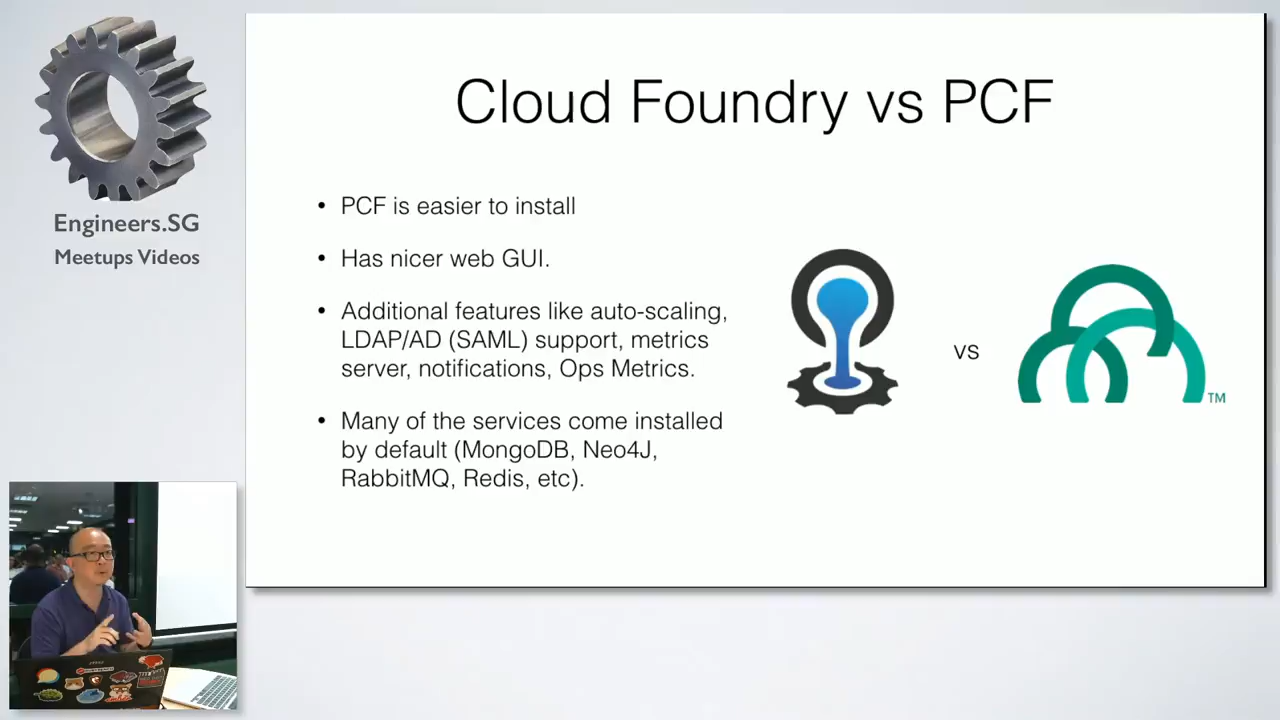 Engineers.SG
Meetups Videos
Cloud Foundry vs PCF
• PCF is easier to install
• Has nicer web GUI.
• Additional features like auto-scaling,
LDAP/AD (SAML) support, metrics
server, notifications, Ops Metrics.
• Many of the services come installed
by default (MongoDB, Neo4J,
RabbitMQ, Redis, etc).
vs
TM